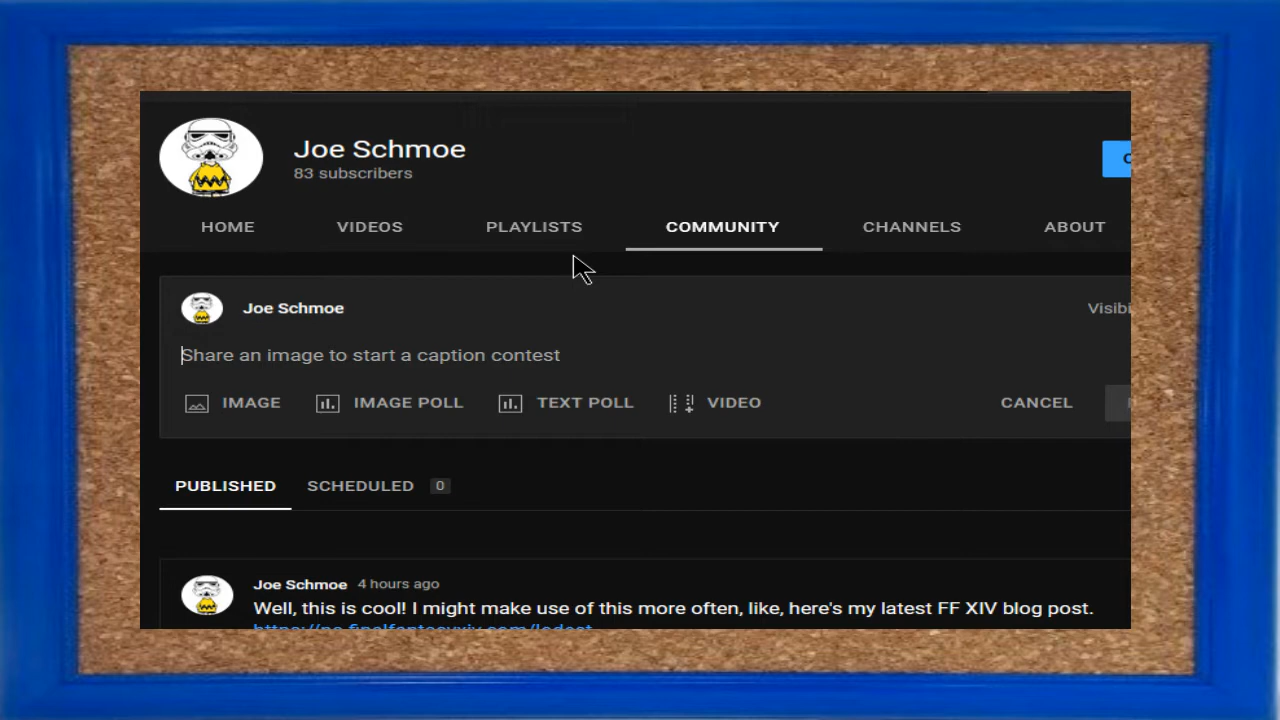 Joe Schmoe
83 subscribers
HOME VIDEOS PLAYLISTS COMMUNITY CHANNELS ABOUT
Joe Schmoe
Share an image to start a caption contest
IMAGE IMAGE POLL TEXT POLL VIDEO CANCEL
PUBLISHED SCHEDULED 0
Joe Schmoe 4 hours ago
Well, this is cool! I might make use of this more often, like, here's my latest FF XIV blog post.